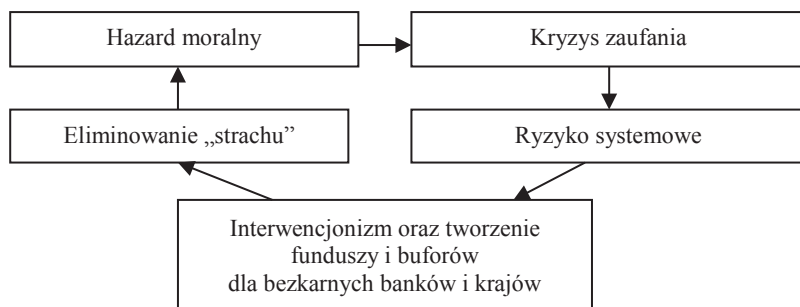 Hazard moralny
Kryzys zaufania
Eliminowanie „strachu”
Ryzyko systemowe
Interwencjonizm oraz tworzenie
funduszy i buforów
dla bezkarnych banków i krajów